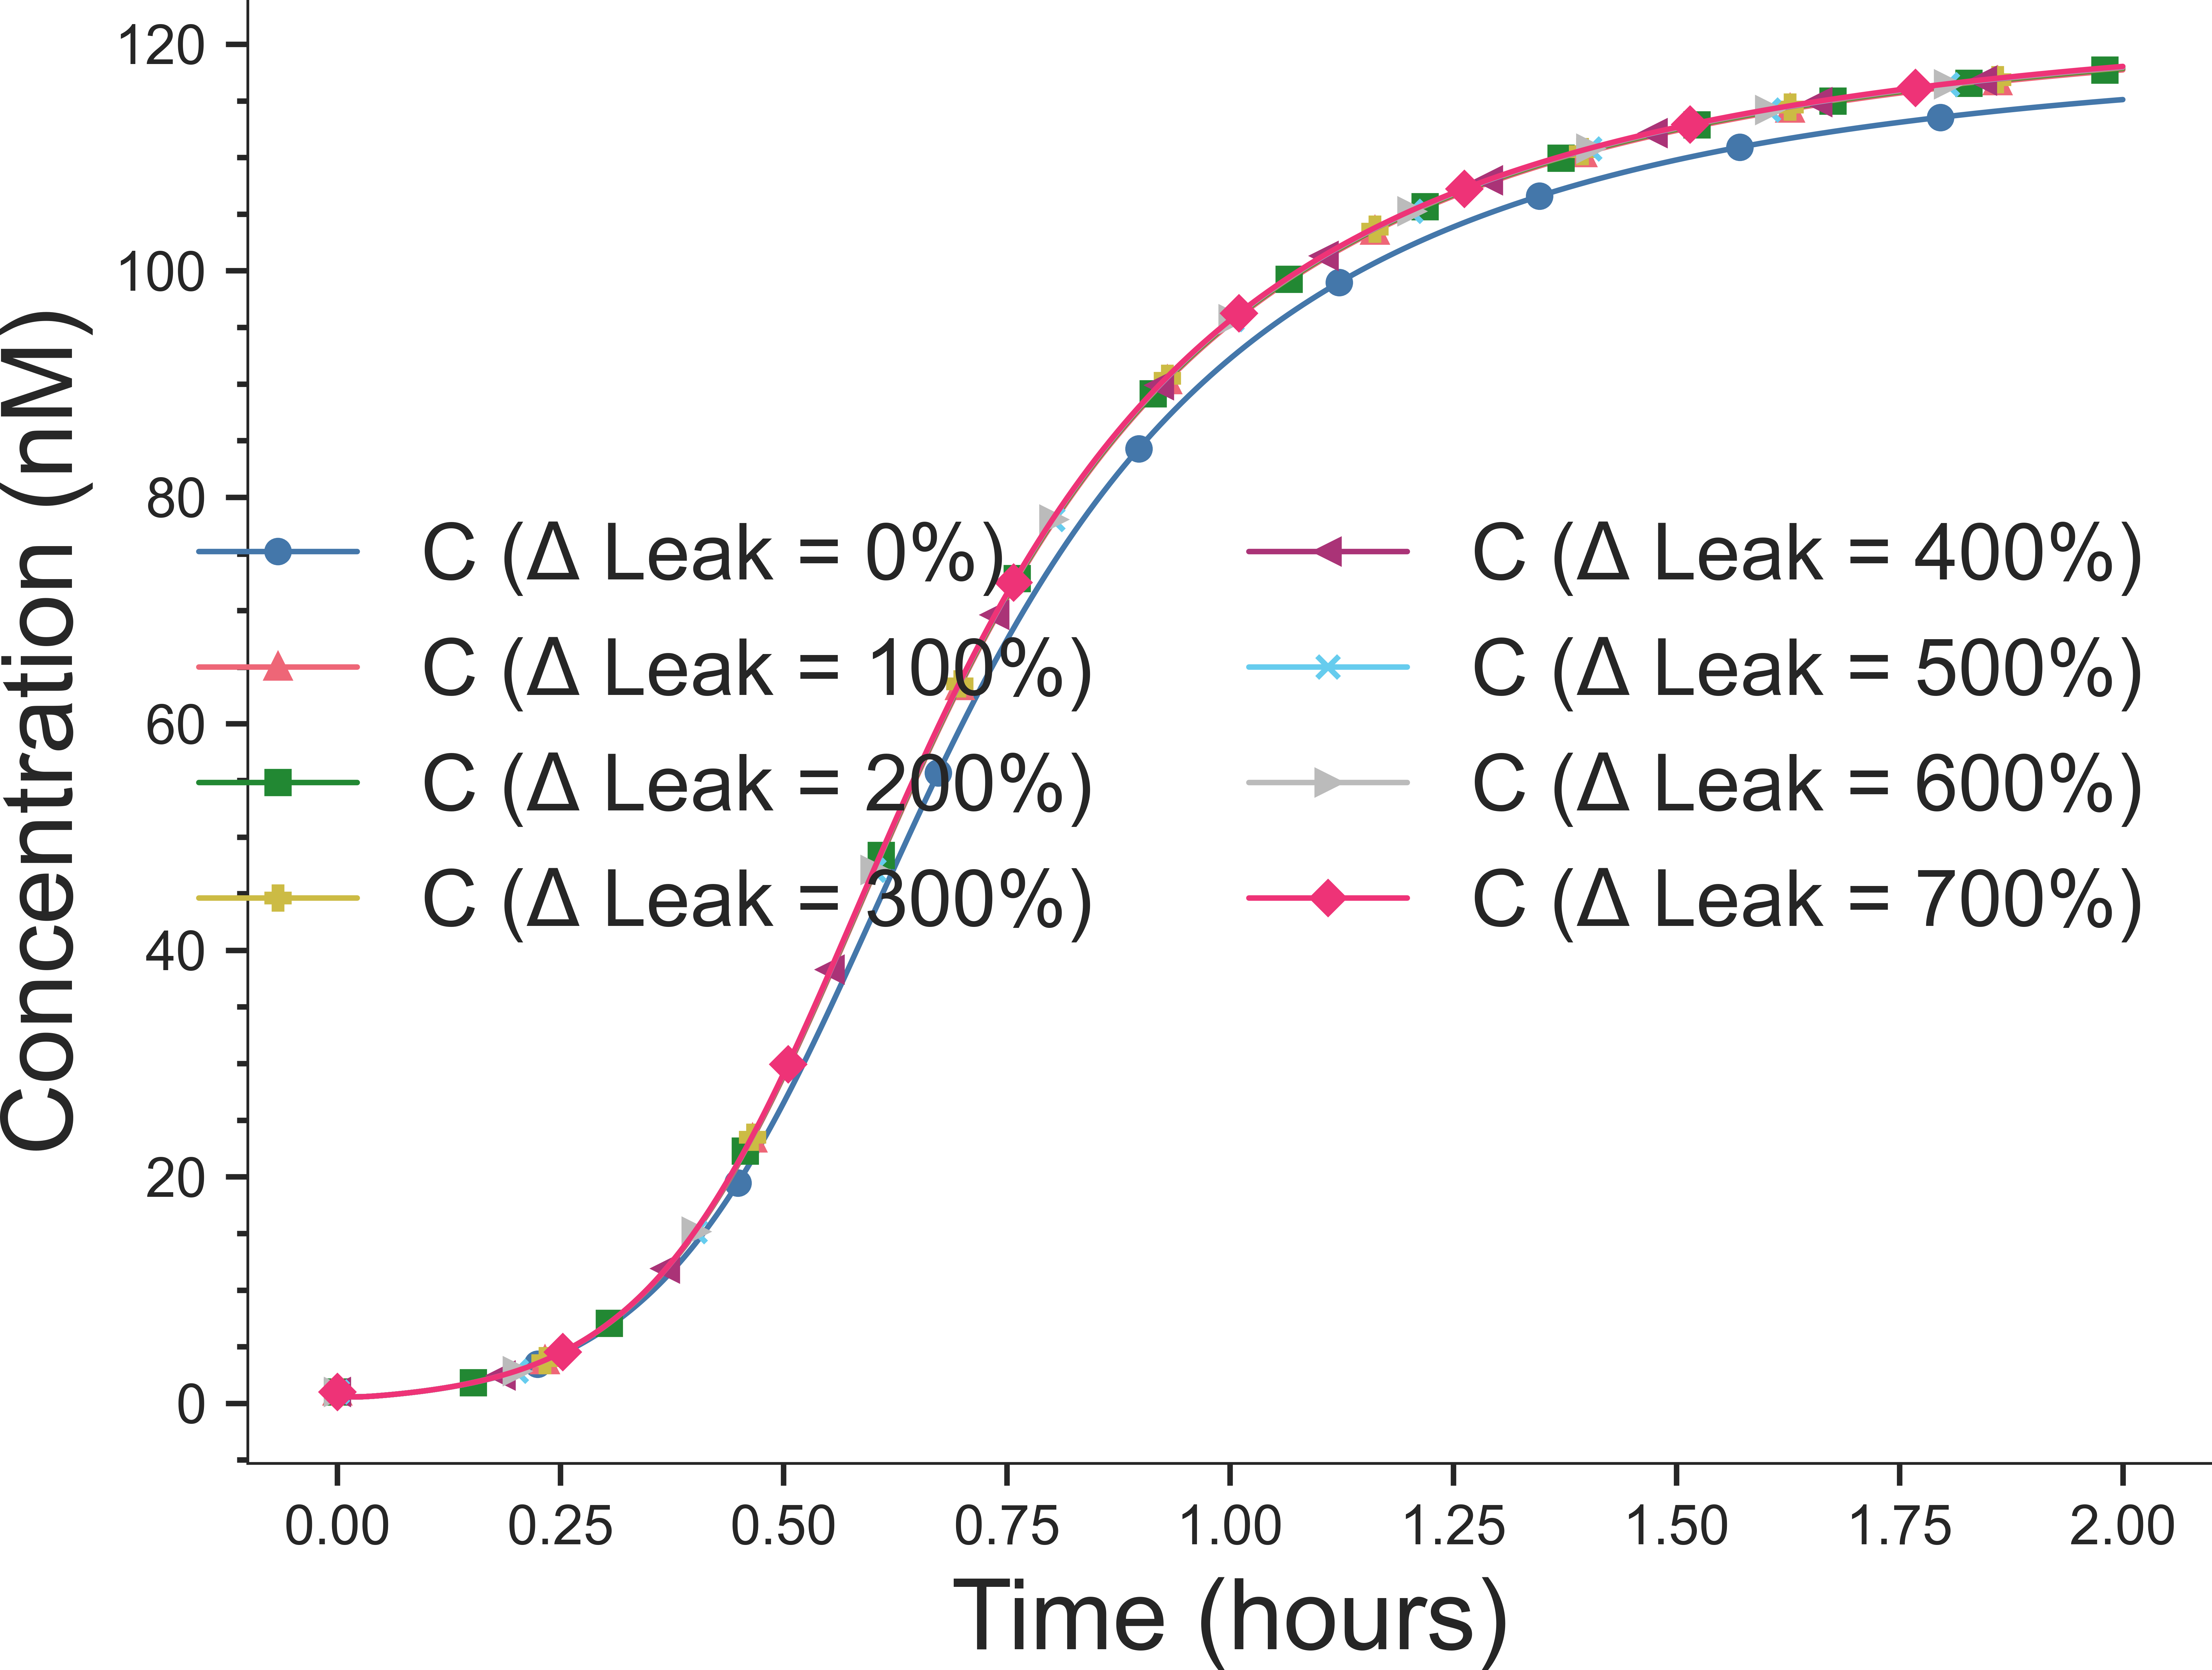 120
100
80
60
40
20
0
Concentration (nM)
C (Δ Leak = 0%)
C (Δ Leak = 100%)
C (Δ Leak = 200%)
C (Δ Leak = 300%)
C (Δ Leak = 400%)
C (Δ Leak = 500%)
C (Δ Leak = 600%)
C (Δ Leak = 700%)
0.00 0.25 0.50 0.75 1.00 1.25 1.50 1.75 2.00
Time (hours)